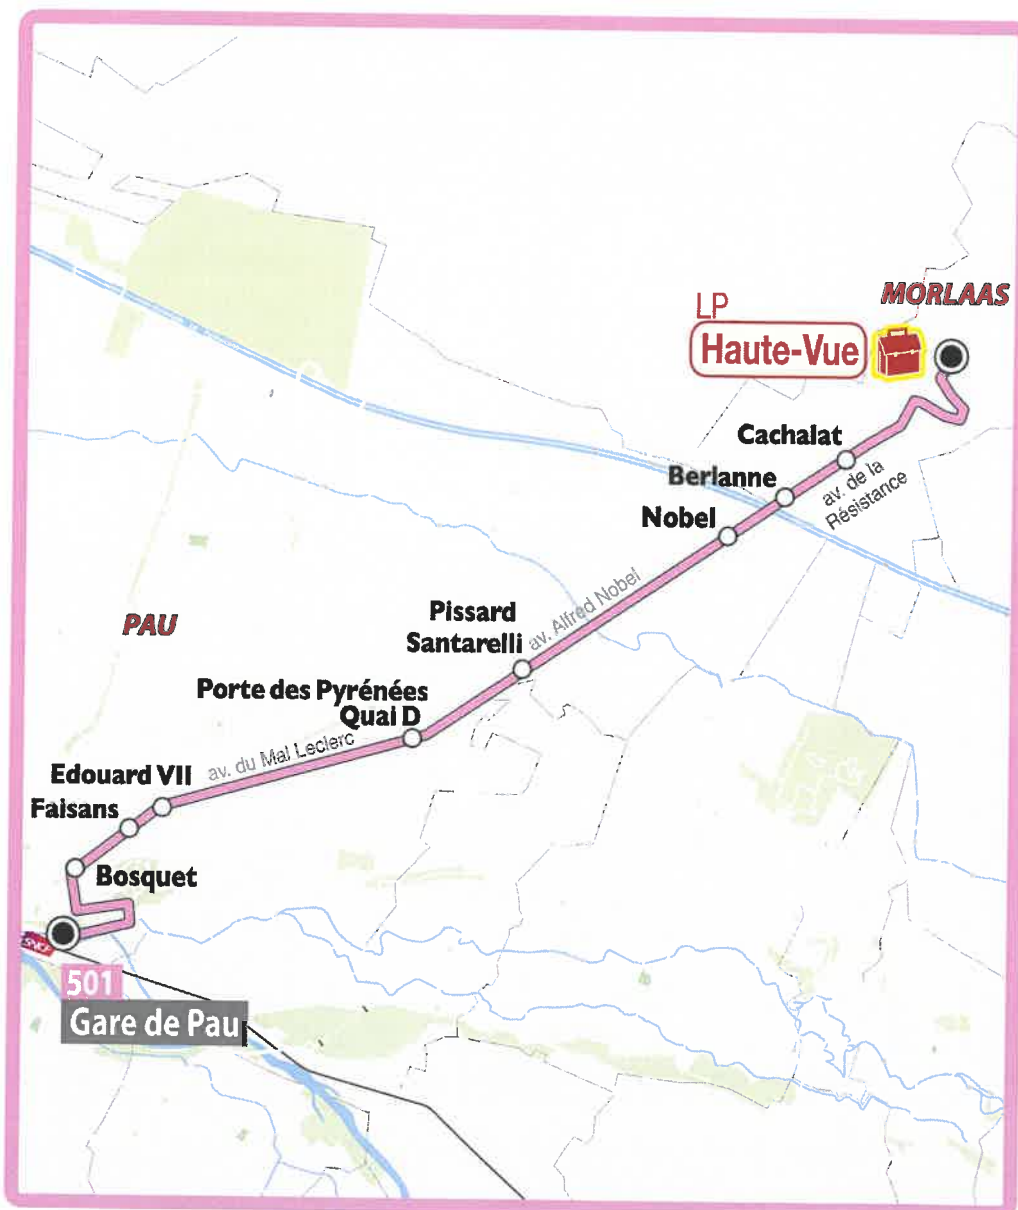 MORLAAS
LP
Haute-Vue
Cachalat
Berlanne
av. de la
Résistance
Nobel
av. Alfred Nobel
Pissard
Santarelli
PAU
Porte des Pyrénées
Quai D
av. du Mal Leclerc
Edouard VII
Faisans
Bosquet
SNCF
501
Gare de Pau